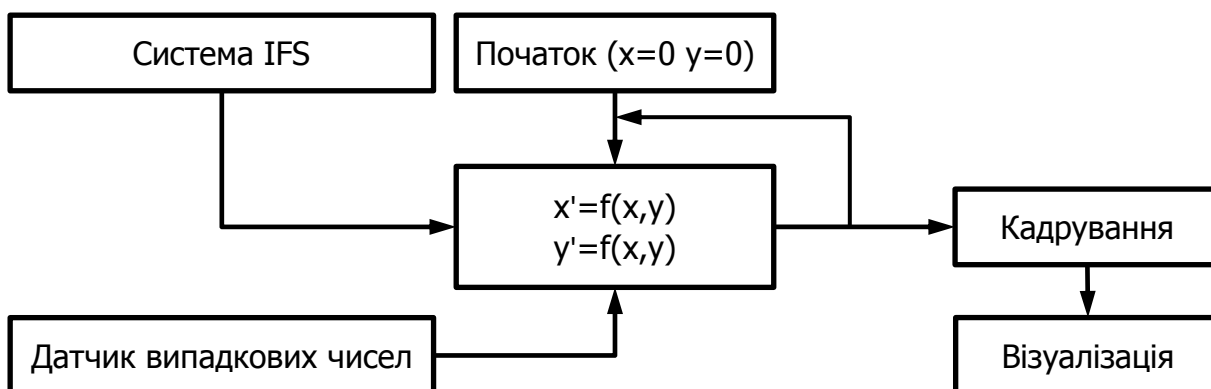 Система IFS
Початок (x=0 y=0)
x'=f(x,y)
y'=f(x,y)
Кадрування
Датчик випадкових чисел
Візуалізація